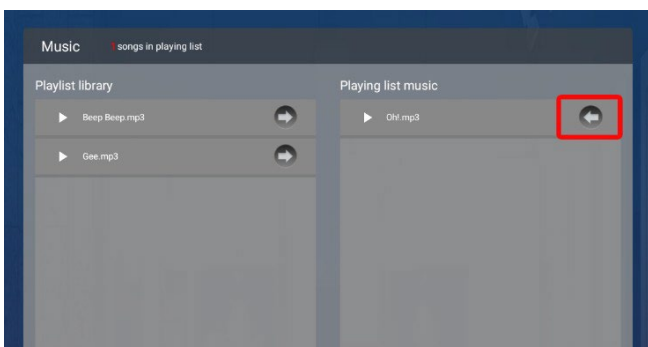 Music songs in playing list
Playlist library
Playing list music
Beep Beep.mp3
Oh!.mp3
Gee.mp3